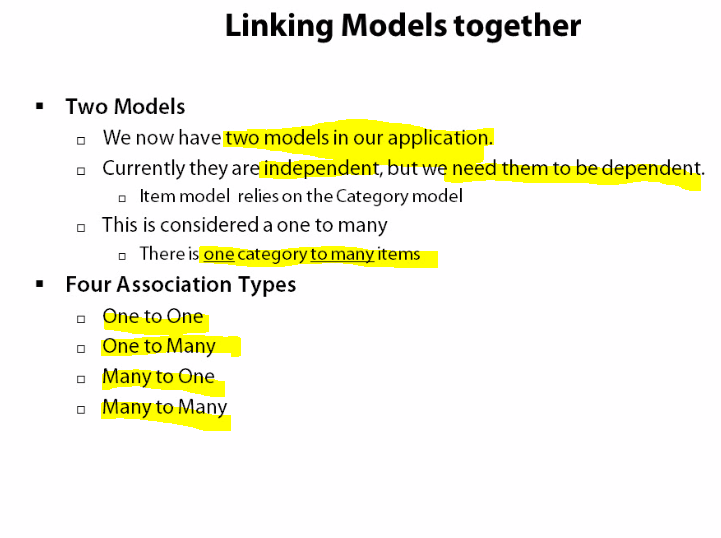 Linking Models together
Two Models
We now have two models in our application.
Currently they are independent, but we need them to be dependent.
Item model relies on the Category model
This is considered a one to many
There is one category to many items
Four Association Types
One to One
One to Many
Many to One
Many to Many